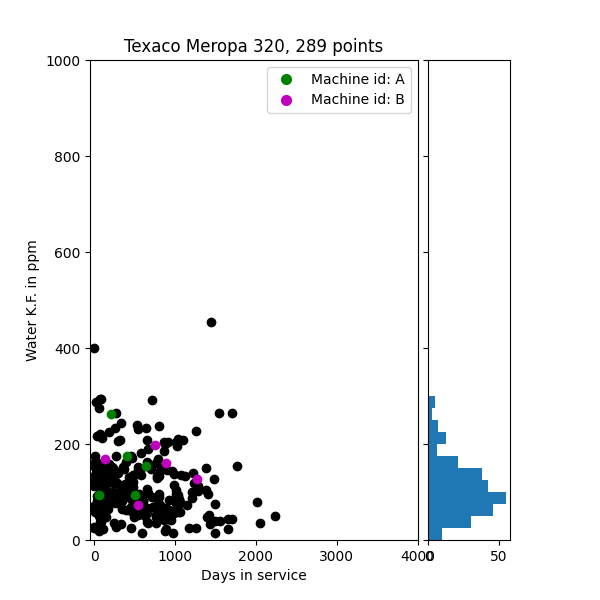 Texaco Meropa 320, 289 points
Machine id: A
Machine id: B
Water K.F. in ppm
1000
800
600
400
200
0
0 1000 2000 3000 4000
0 50
Days in service